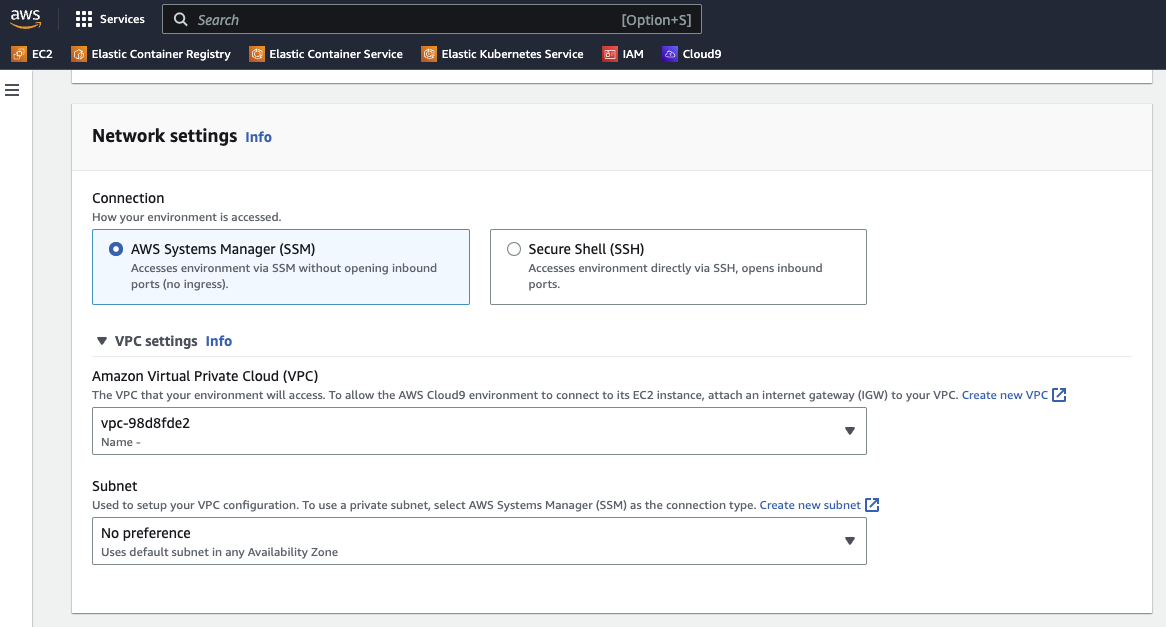 aws
Services
Search
[Option+S]
EC2
Elastic Container Registry
Elastic Container Service
Elastic Kubernetes Service
IAM
Cloud9
Network settings Info
Connection
How your environment is accessed.
AWS Systems Manager (SSM)
Accesses environment via SSM without opening inbound
ports (no ingress).
Secure Shell (SSH)
Accesses environment directly via SSH, opens inbound
ports.
VPC settings Info
Amazon Virtual Private Cloud (VPC)
The VPC that your environment will access. To allow the AWS Cloud9 environment to connect to its EC2 instance, attach an internet gateway (IGW) to your VPC. Create new VPC
vpc-98d8fde2
Name -
Subnet
Used to setup your VPC configuration. To use a private subnet, select AWS Systems Manager (SSM) as the connection type. Create new subnet
No preference
Uses default subnet in any Availability Zone